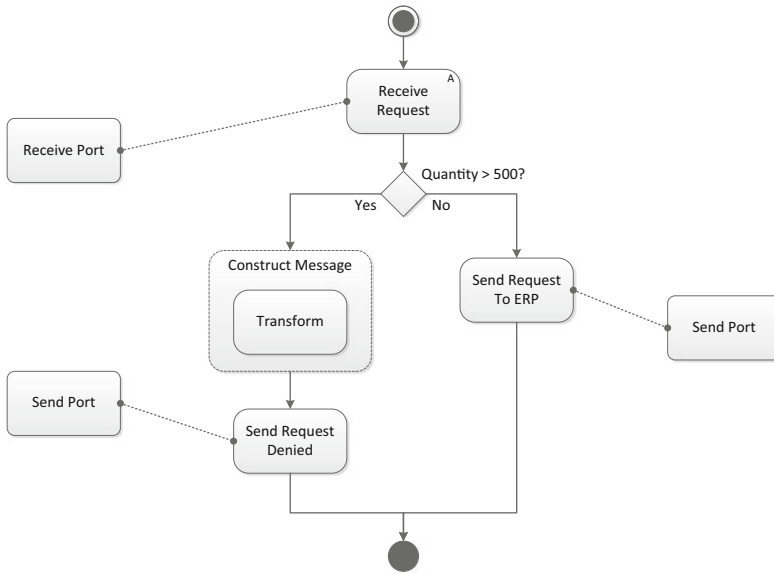 A
Receive
Request
Receive Port
Quantity > 500?
Yes
No
Construct Message
Transform
Send Request
To ERP
Send Port
Send Port
Send Request
Denied